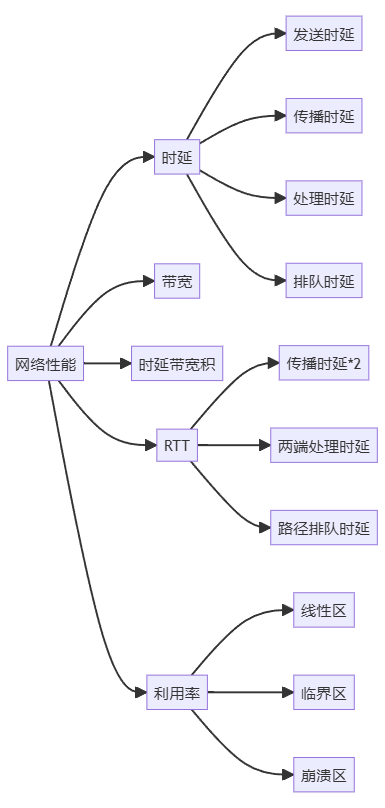 发送时延
传播时延
时延
处理时延
排队时延
带宽
网络性能
时延带宽积
传播时延*2
RTT
两端处理时延
路径排队时延
线性区
利用率
临界区
崩溃区